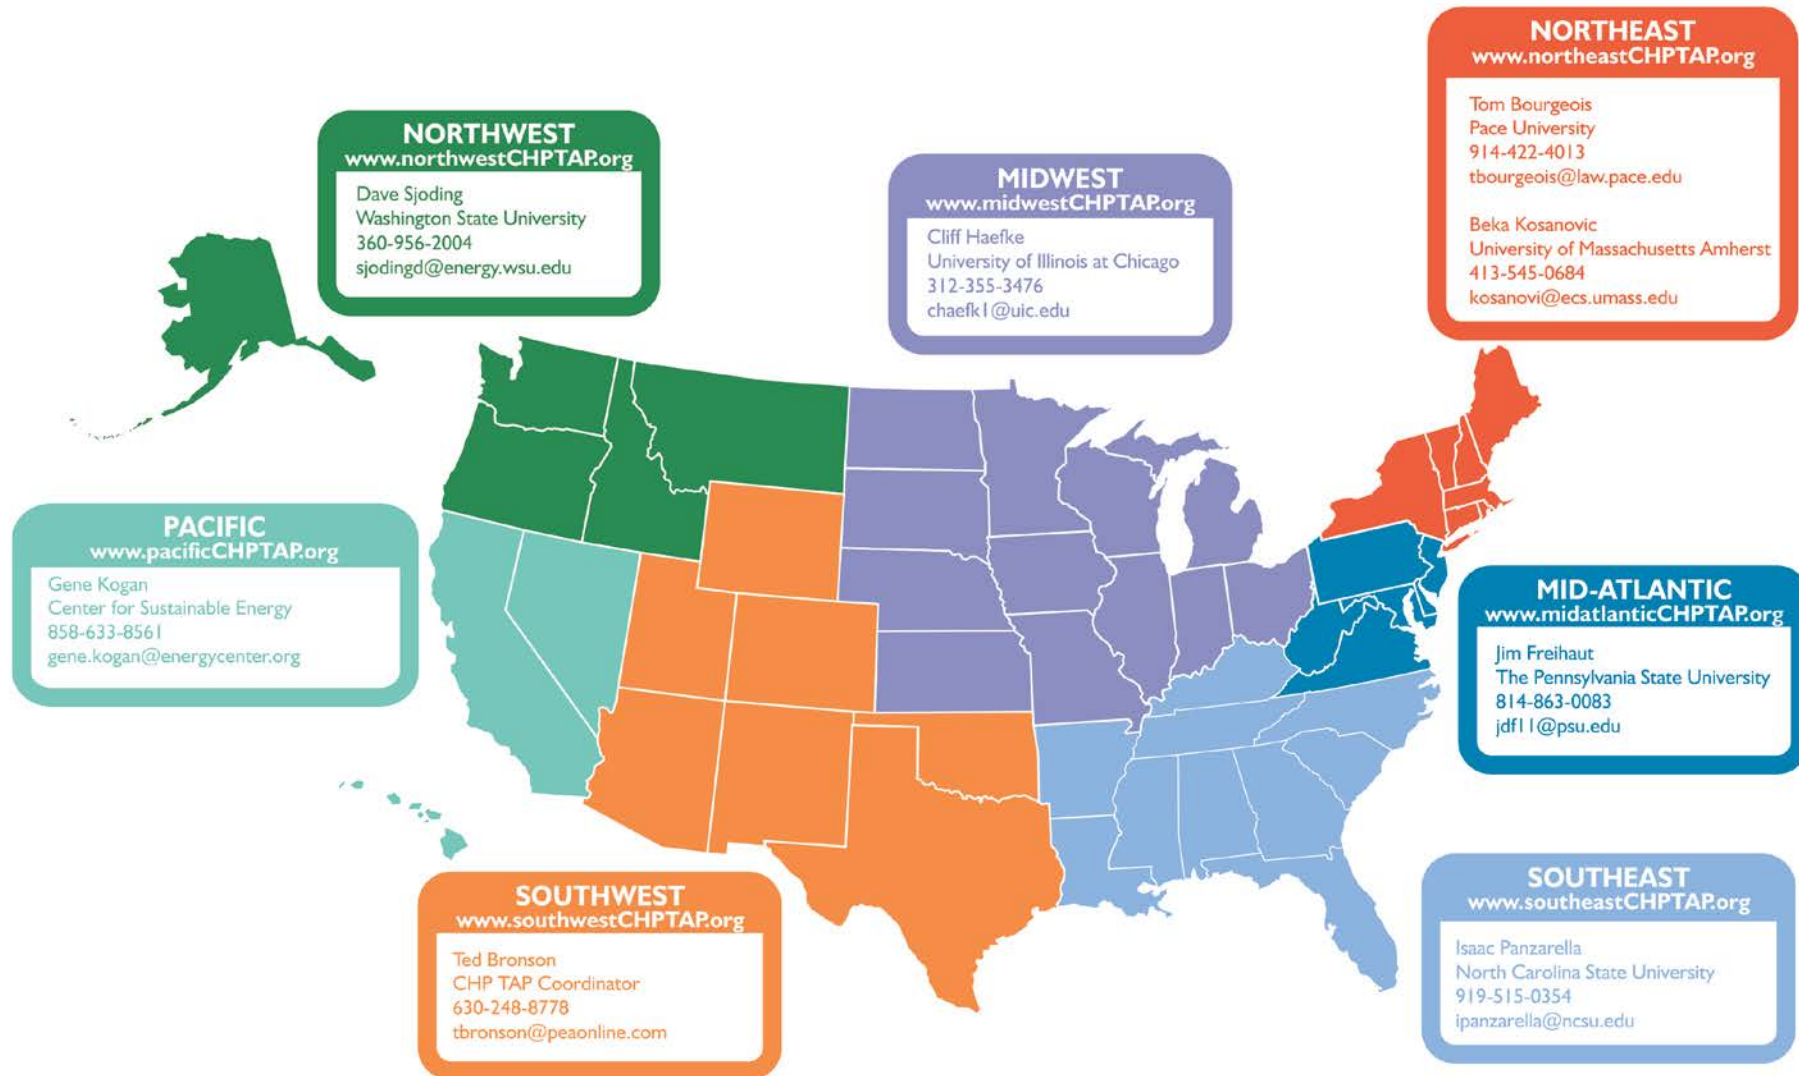 NORTHEAST
www.northeastCHPTAP.org
Tom Bourgeois
Pace University
914-422-4013
tbourgeois@law.pace.edu
Beka Kosanovic
University of Massachusetts Amherst
413-545-0684
kosanovi@ecs.umass.edu
NORTHWEST
www.northwestCHPTAP.org
Dave Sjoding
Washington State University
360-956-2004
sjodingd@energy.wsu.edu
MIDWEST
www.midwestCHPTAP.org
Cliff Haefke
University of Illinois at Chicago
312-355-3476
chaefk1@uic.edu
PACIFIC
www.pacificCHPTAP.org
Gene Kogan
Center for Sustainable Energy
858-633-8561
gene.kogan@energycenter.org
MID-ATLANTIC
www.midatlanticCHPTAP.org
Jim Freihaut
The Pennsylvania State University
814-863-0083
jdf11@psu.edu
SOUTHWEST
www.southwestCHPTAP.org
Ted Bronson
CHP TAP Coordinator
630-248-8778
tbronson@peaonline.com
SOUTHEAST
www.southeastCHPTAP.org
Isaac Panzarella
North Carolina State University
919-515-0354
ipanzarella@ncsu.edu